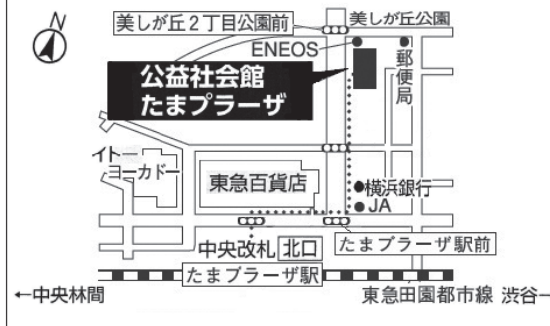 N
美しが丘2丁目公園前
美しが丘公園
ENEOS
郵便局
公益社会館
たまプラーザ
イトー
ヨーカドー
東急百貨店
横浜銀行
JA
中央改札 北口
たまプラーザ駅前
たまプラーザ駅
←中央林間
東急田園都市線 渋谷